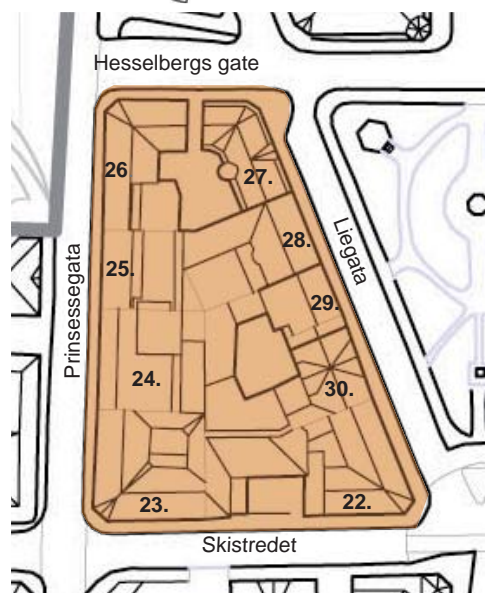 Hesselbergs gate
26
27.
Liegata
28.
25.
29.
Prinsessegata
24.
30.
23.
22.
Skistredet